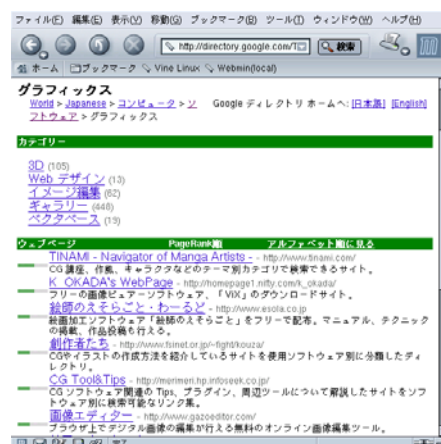 ファイル(F) 編集(E) 表示(V) 移動(G) ブックマーク(B) ツール(T) ウィンドウ(W) ヘルプ(H)
http://directory.google.com/T 検索
ホーム ブックマーク Vine Linux Webmin(local)
グラフィックス
World > Japanese > コンピュータ > ソ Google ディレクトリ ホームへ: [日本語] [English]
フトウェア > グラフィックス
カテゴリー
3D (105)
Web デザイン (13)
イメージ編集 (62)
ギャラリー (446)
ベクタベース (19)
ウェブページ PageRank順 アルファベット順に見る
TINAMI - Navigator of Manga Artists - - http://www.tinami.com/
CG講座、作風、キャラクタなどのテーマ別カテゴリで検索できるサイト。
K_OKADA's WebPage - http://homepage1.nifty.com/k_okada/
フリーの画像ビュアーソフトウェア、「ViX」のダウンロードサイト。
絵師のえそらごと・わーるど - http://www.esola.co.jp
絵画加工ソフトウェア「絵師のえそらごと」をフリーで配布。マニュアル、テクニック
の掲載、作品投稿も行える。
創作者たち - http://www.tsinet.or.jp/~fight/kouza/
CGやイラストの作成方法を紹介しているサイトを使用ソフトウェア別に分類したディ
レクトリ。
CG Tool&Tips - http://merimeri.hp.infoseek.co.jp/
CGソフトウェア関連の Tips、プラグイン、周辺ツールについて解説したサイトをソフ
トウェア別に検索可能なリンク集。
画像エディター - http://www.gazoeditor.com/
ブラウザ上でデジタル画像の編集が行える無料のオンライン画像編集ツール。